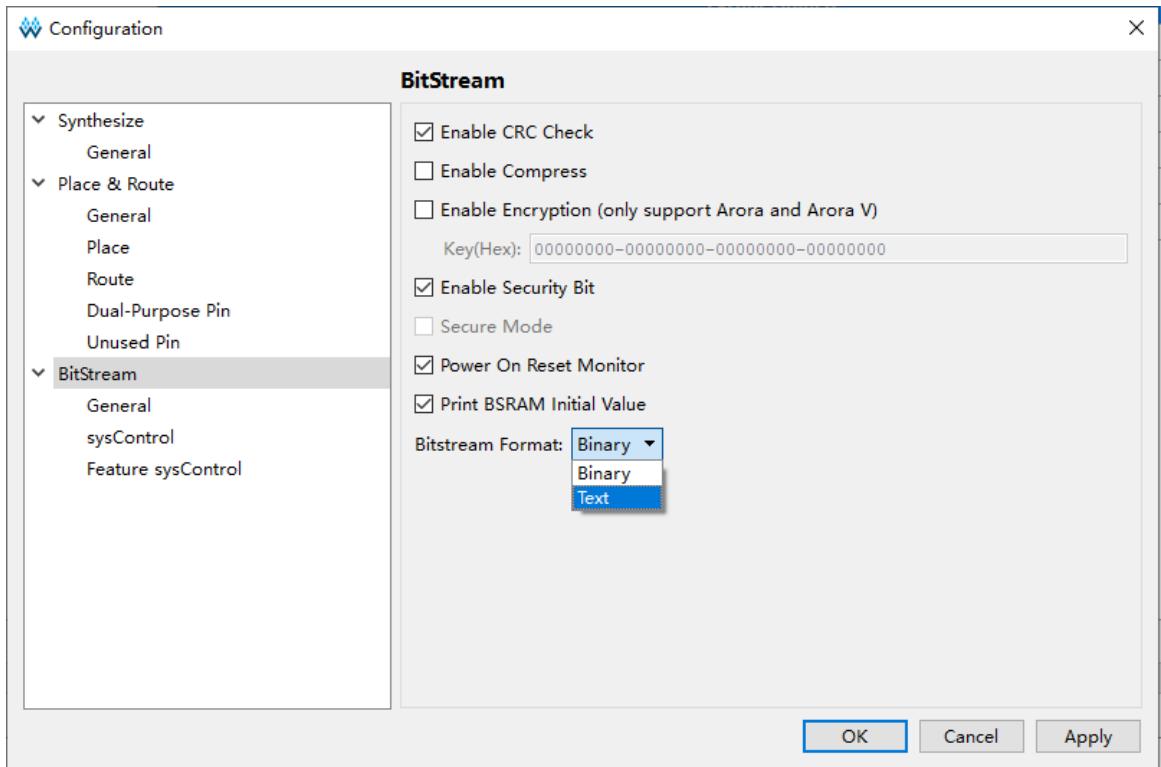 Configuration
BitStream
Synthesize
General
Place & Route
General
Place
Route
Dual-Purpose Pin
Unused Pin
BitStream
General
sysControl
Feature sysControl
Enable CRC Check
Enable Compress
Enable Encryption (only support Arora and Arora V)
Key(Hex): 00000000-00000000-00000000-00000000
Enable Security Bit
Secure Mode
Power On Reset Monitor
Print BSRAM Initial Value
Bitstream Format: Binary
Binary
Text
OK Cancel Apply